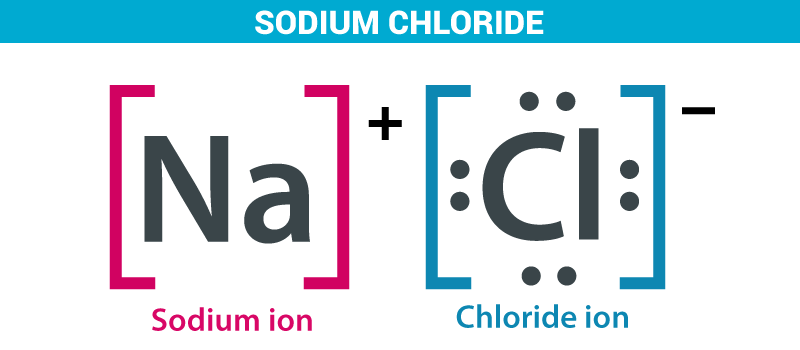 SODIUM CHLORIDE
[Na]+ [Cl]−
Sodium ion
Chloride ion